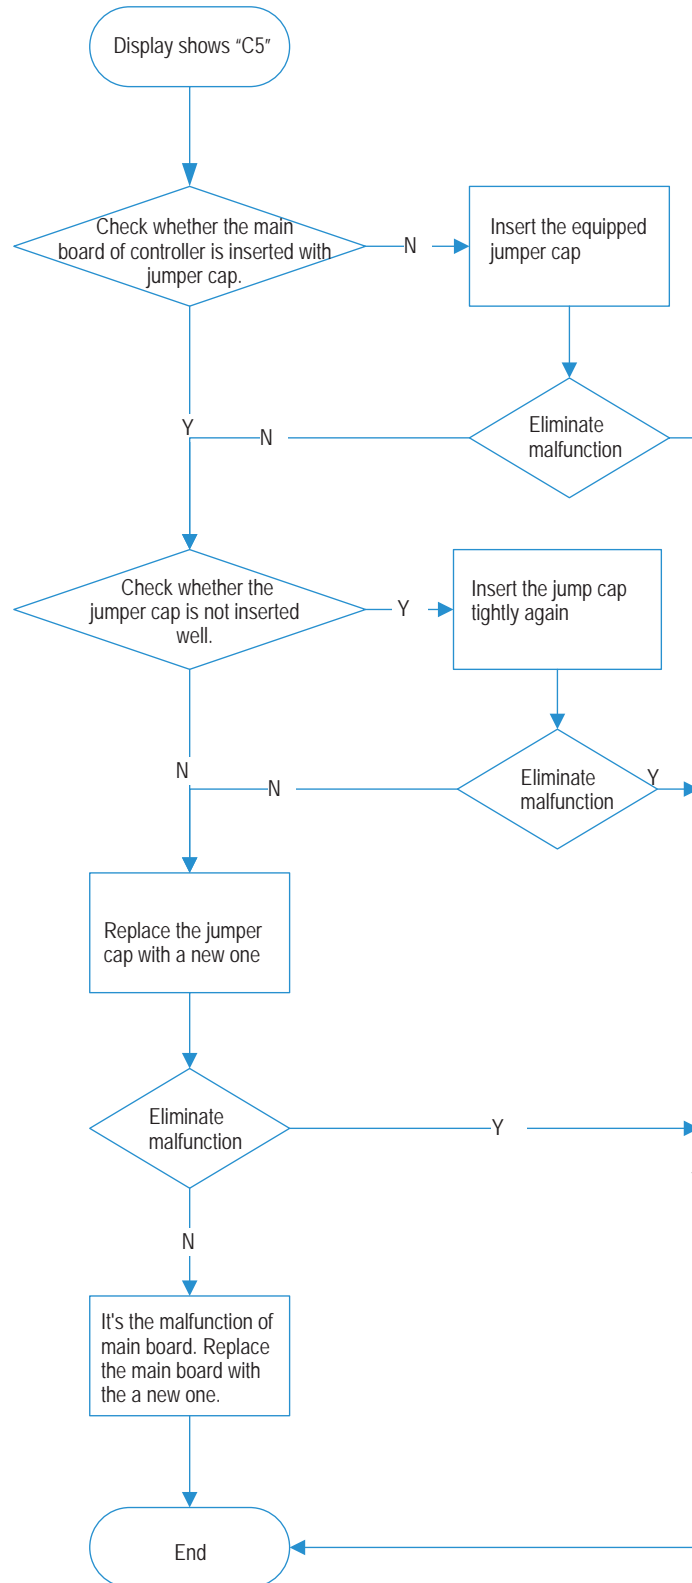 Display shows “C5”
Check whether the main
board of controller is inserted with
jumper cap.
N
Insert the equipped
jumper cap
Y
N
Eliminate
malfunction
Check whether the
jumper cap is not inserted
well.
Y
Insert the jump cap
tightly again
N
N
Eliminate
malfunction
Y
Replace the jumper
cap with a new one
Eliminate
malfunction
Y
N
It's the malfunction of
main board. Replace
the main board with
the a new one.
End